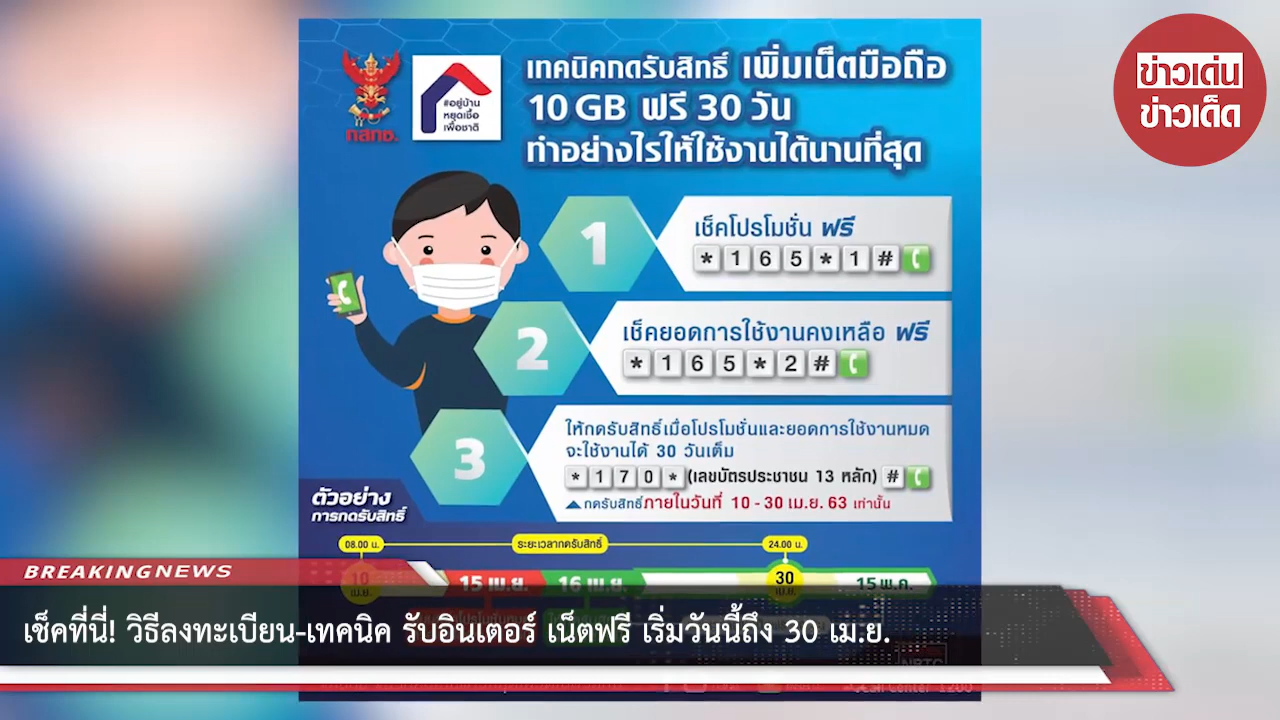 ข่าวเด่น
ข่าวเด็ด
กสทช.
#อยู่บ้าน
หยุดเชื้อ
เพื่อชาติ
เทคนิคกดรับสิทธิ์ เพิ่มเน็ตมือถือ
10 GB ฟรี 30 วัน
ทำอย่างไรให้ใช้งานได้นานที่สุด
1
เช็คโปรโมชั่น ฟรี
*165*1#
2
เช็คยอดการใช้งานคงเหลือ ฟรี
*165*2#
3
ให้กดรับสิทธิ์เมื่อโปรโมชั่นและยอดการใช้งานหมด
จะใช้งานได้ 30 วันเต็ม
*170*(เลขบัตรประชาชน 13 หลัก)#
กดรับสิทธิ์ภายในวันที่ 10 - 30 เม.ย. 63 เท่านั้น
ตัวอย่าง
การกดรับสิทธิ์
08.00 น. ระยะเวลากดรับสิทธิ์ 24.00 น.
10 เม.ย. 15 เม.ย. 16 เม.ย. 30 เม.ย. 15 พ.ค.
BREAKINGNEWS
เช็คที่นี่! วิธีลงทะเบียน-เทคนิค รับอินเตอร์ เน็ตฟรี เริ่มวันนี้ถึง 30 เม.ย.
NBTC
Call Center 1200